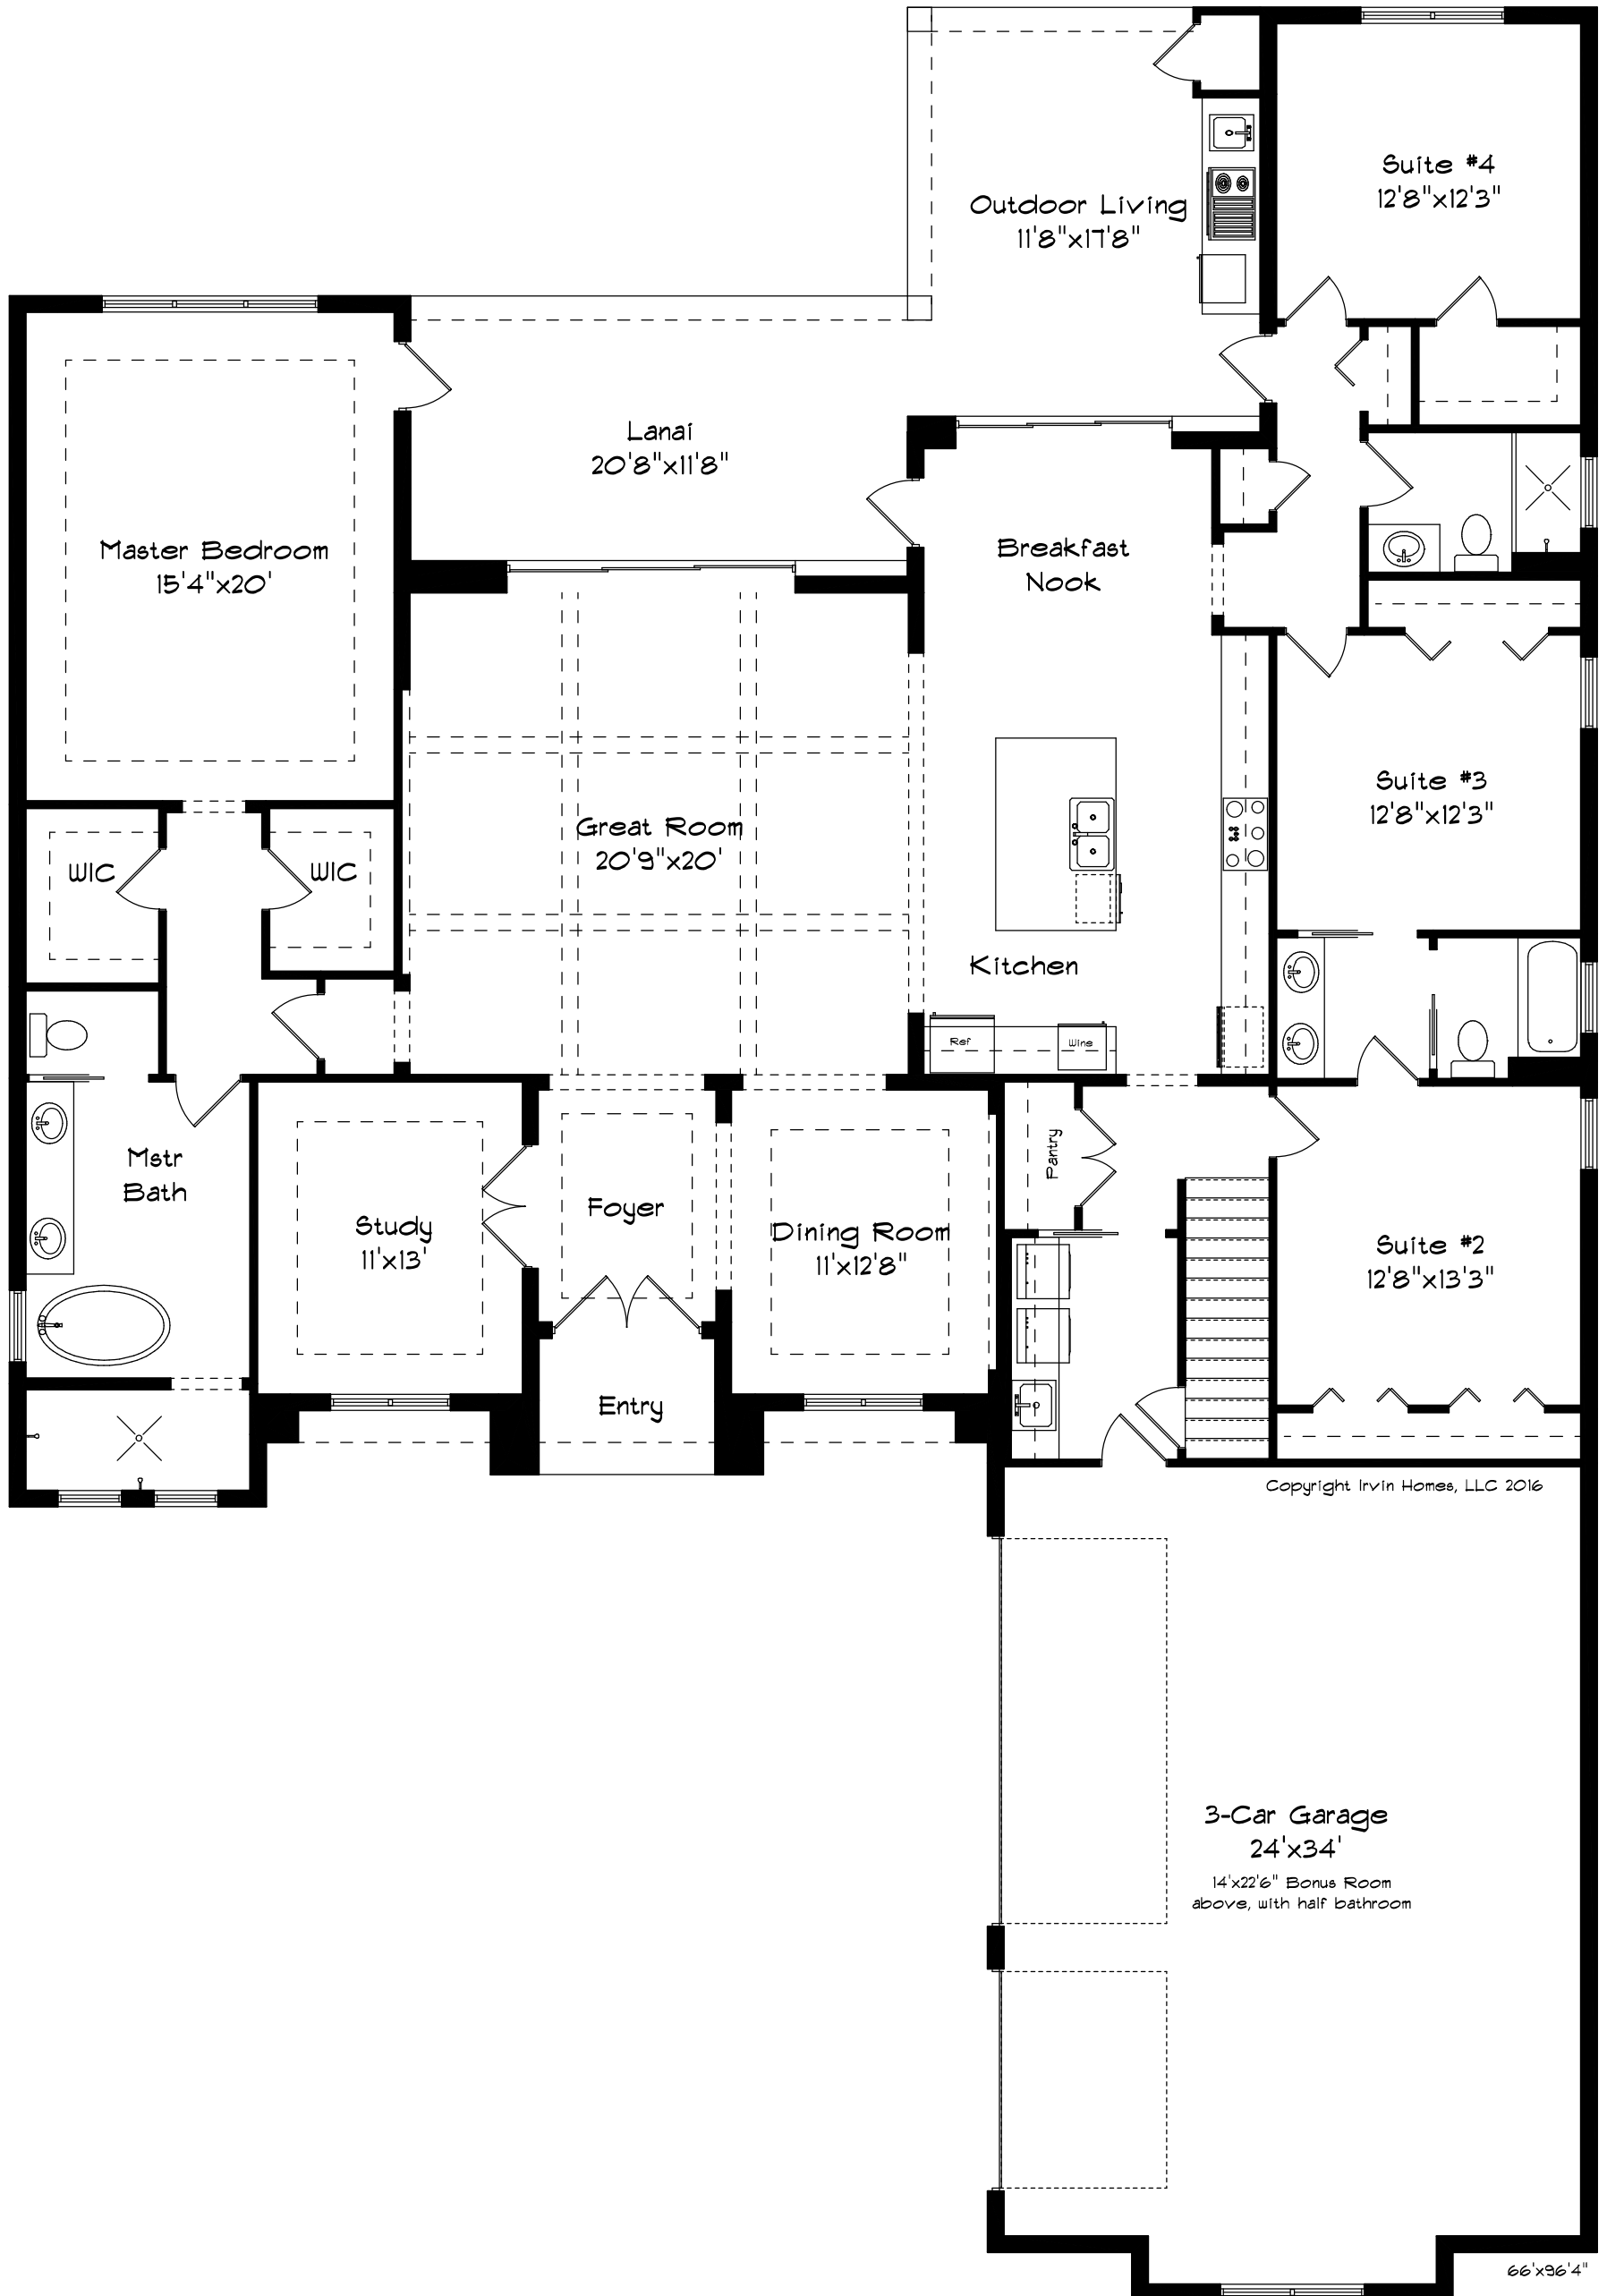 Suite #4
12'8"x12'3"
Outdoor Living
11'8"x17'8"
Lanai
20'8"x11'8"
Master Bedroom
15'4"x20'
Breakfast
Nook
Suite #3
12'8"x12'3"
Great Room
20'9"x20'
WIC
WIC
Kitchen
Ref
Wine
Mstr
Bath
Pantry
Study
11'x13'
Foyer
Dining Room
11'x12'8"
Suite #2
12'8"x13'3"
Entry
Copyright Irvin Homes, LLC 2016
3-Car Garage
24'x34'
14'x22'6" Bonus Room
above, with half bathroom
66'x96'4"